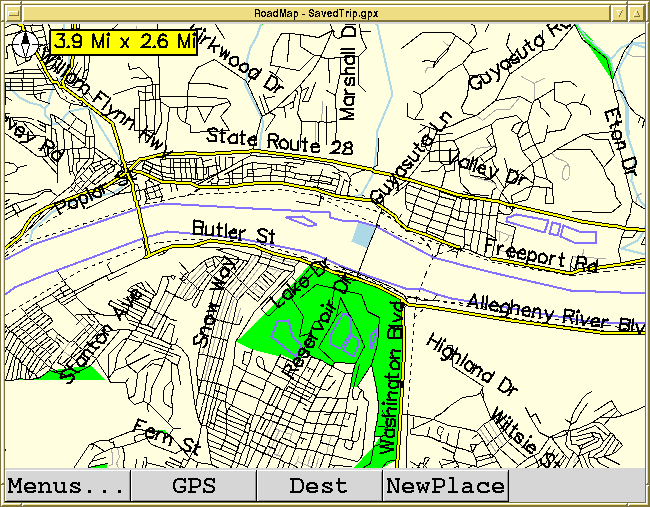 RoadMap - SavedTrip.gpx
3.9 Mi x 2.6 Mi
Kirkwood Dr
Marshall Dr
Guyasuta Rd
William Flynn Hwy
State Route 28
Guyasute Ln
Eton Dr
Valley Dr
Poplar St
Butler St
Freeport Rd
Lake Dr
Snow Way
Reservoir Dr
Allegheny River Blv
Stanton Ave
Washington Blvd
Highland Dr
Fern St
Wiltsie St
Menus...
GPS
Dest
NewPlace